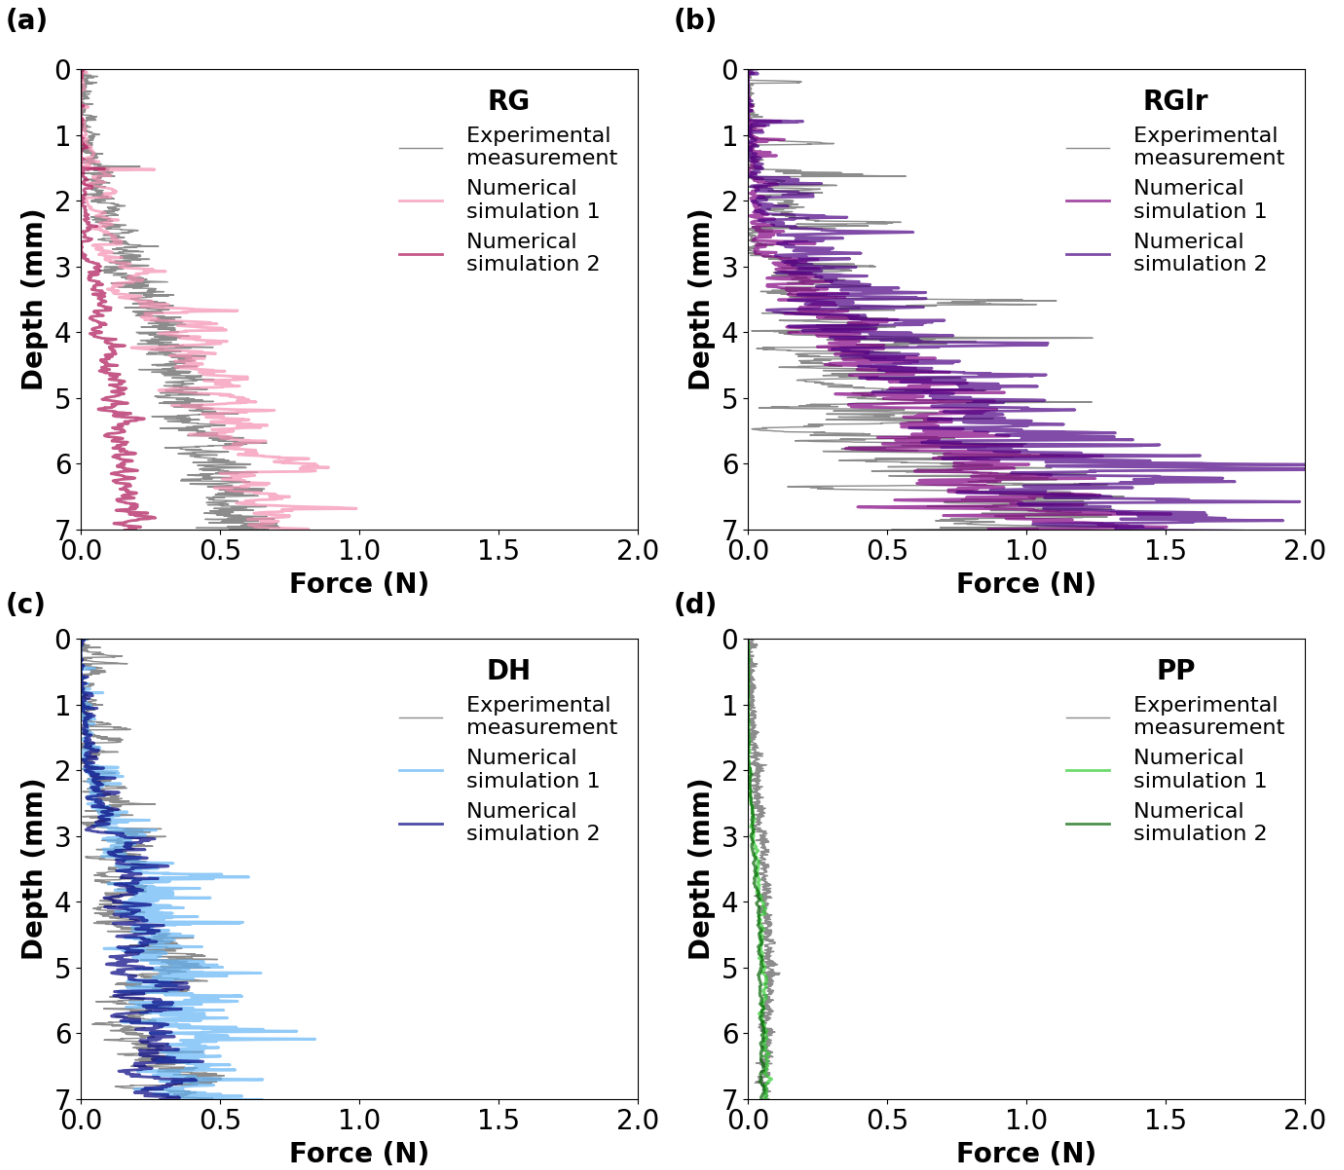 (a)
RG
Experimental
measurement
Numerical
simulation 1
Numerical
simulation 2
0
1
2
3
4
5
6
7
Depth (mm)
0.0 0.5 1.0 1.5 2.0
Force (N)
(b)
RGlr
Experimental
measurement
Numerical
simulation 1
Numerical
simulation 2
0
1
2
3
4
5
6
7
Depth (mm)
0.0 0.5 1.0 1.5 2.0
Force (N)
(c)
DH
Experimental
measurement
Numerical
simulation 1
Numerical
simulation 2
0
1
2
3
4
5
6
7
Depth (mm)
0.0 0.5 1.0 1.5 2.0
Force (N)
(d)
PP
Experimental
measurement
Numerical
simulation 1
Numerical
simulation 2
0
1
2
3
4
5
6
7
Depth (mm)
0.0 0.5 1.0 1.5 2.0
Force (N)